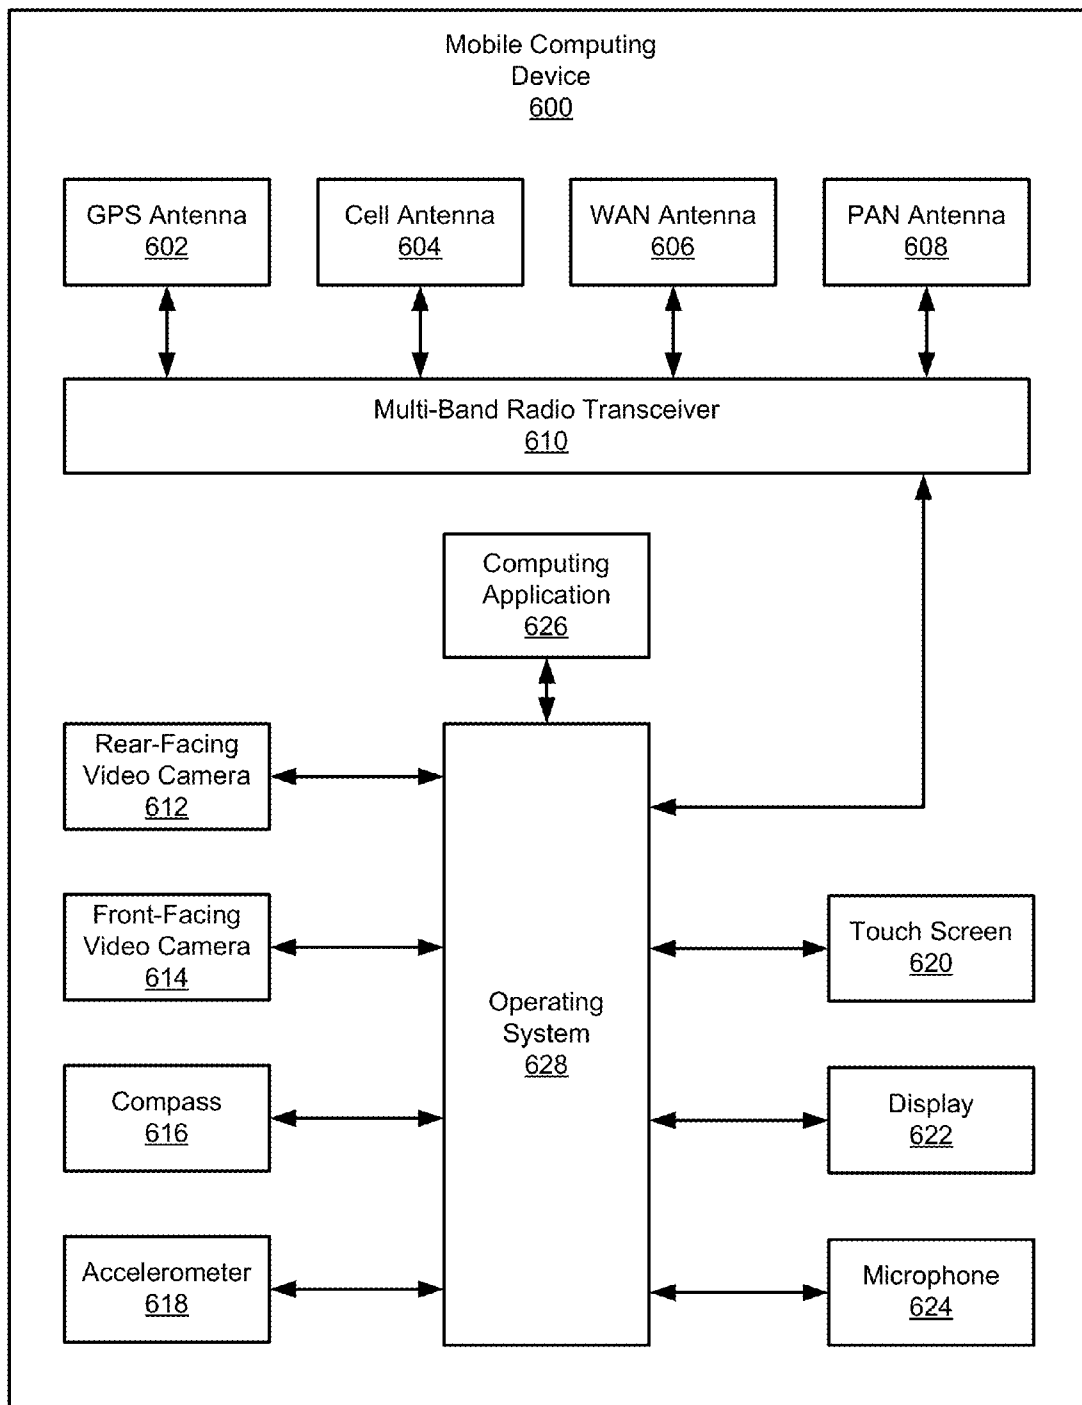 Mobile Computing
Device
600
GPS Antenna
602
Cell Antenna
604
WAN Antenna
606
PAN Antenna
608
Multi-Band Radio Transceiver
610
Computing
Application
626
Rear-Facing
Video Camera
612
Front-Facing
Video Camera
614
Compass
616
Accelerometer
618
Operating
System
628
Touch Screen
620
Display
622
Microphone
624